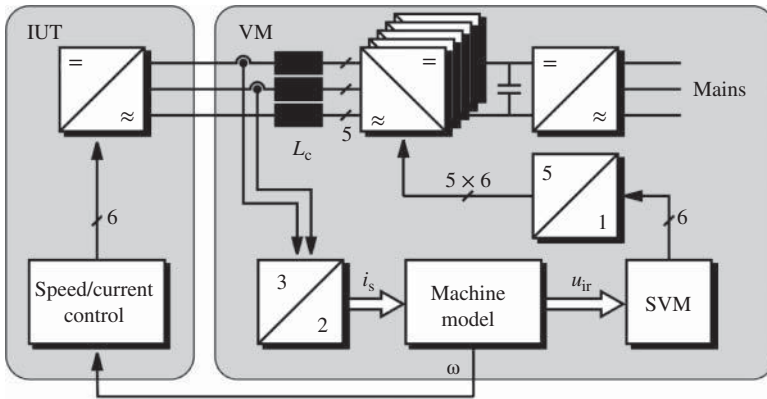 IUT
VM
=
≈
=
≈
=
≈
Mains
5
L_c
5 × 6
5
1
6
6
3
2
i_s
u_ir
Speed/current
control
Machine
model
SVM
ω